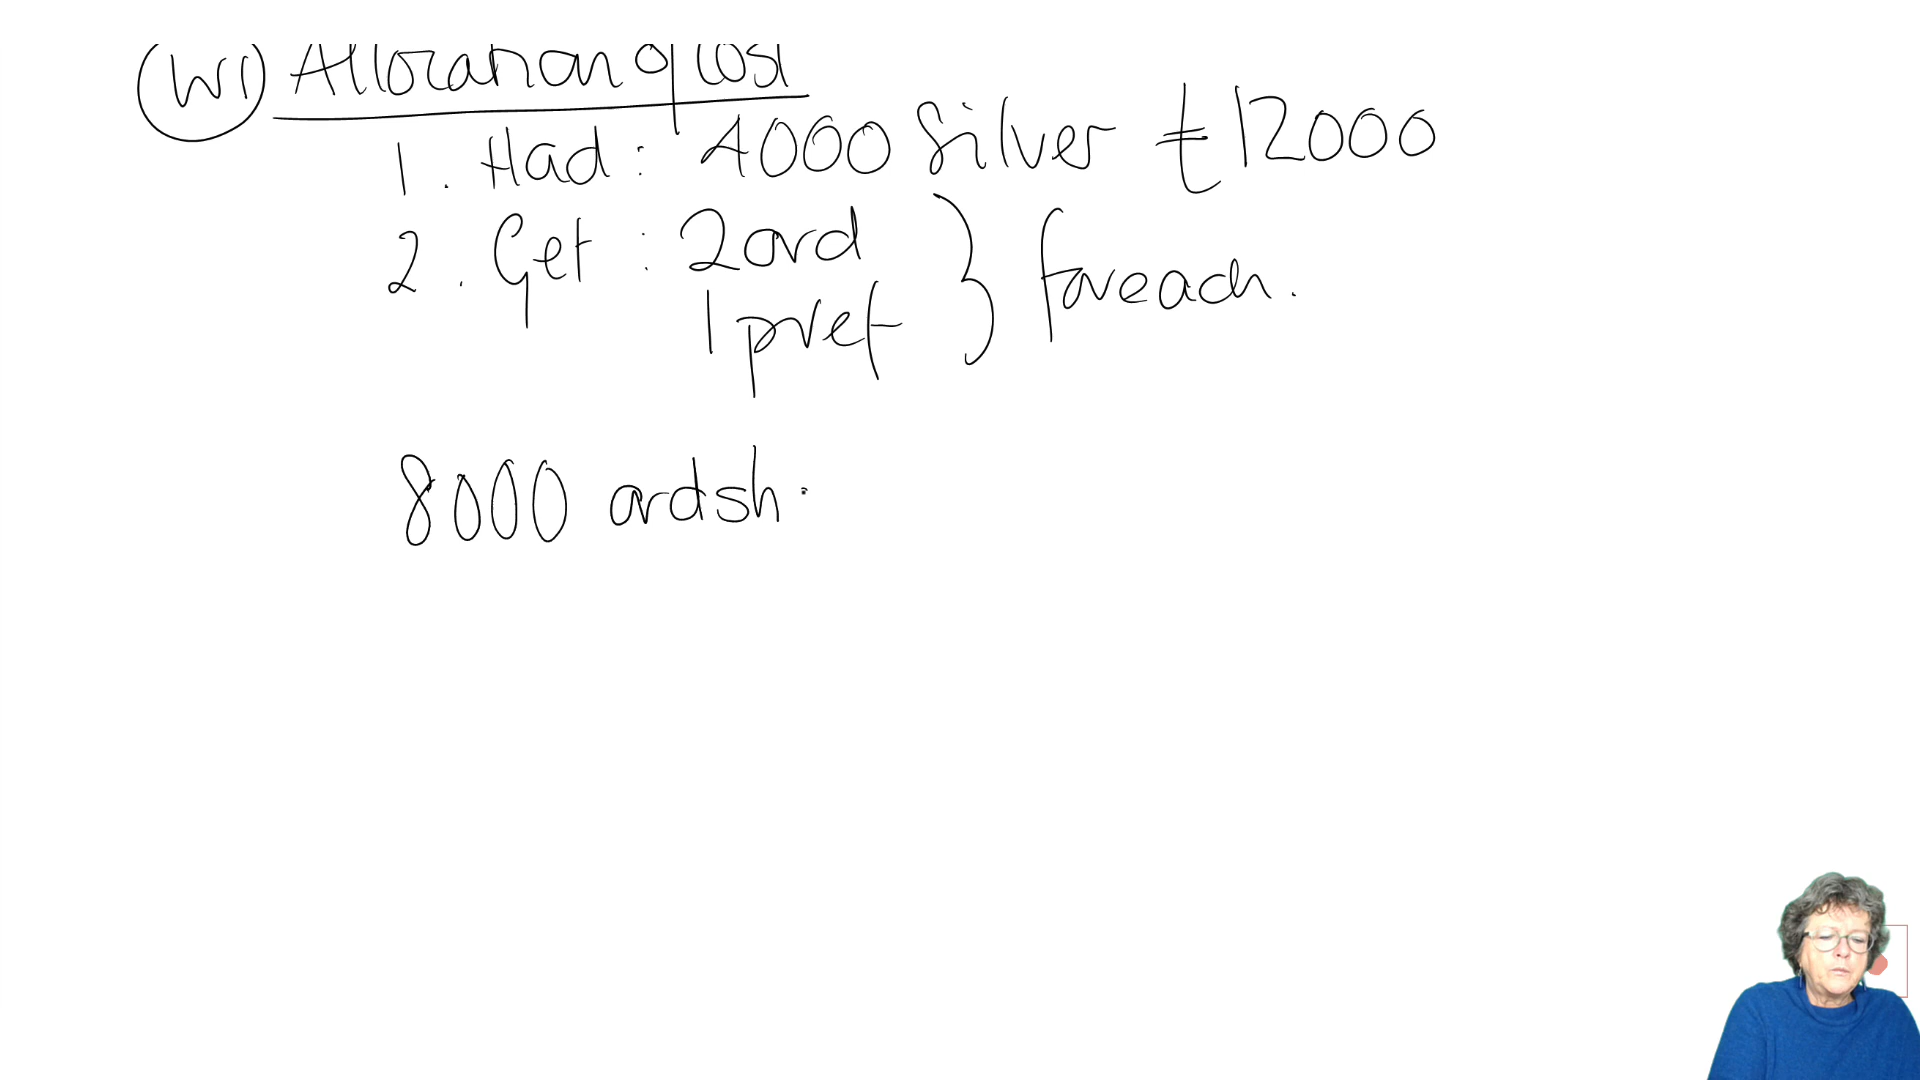 (W1) Allocation of cost
1. Had: 4000 Silver £12000
2. Get: 2 ord } for each.
1 pref
8000 ord sh.